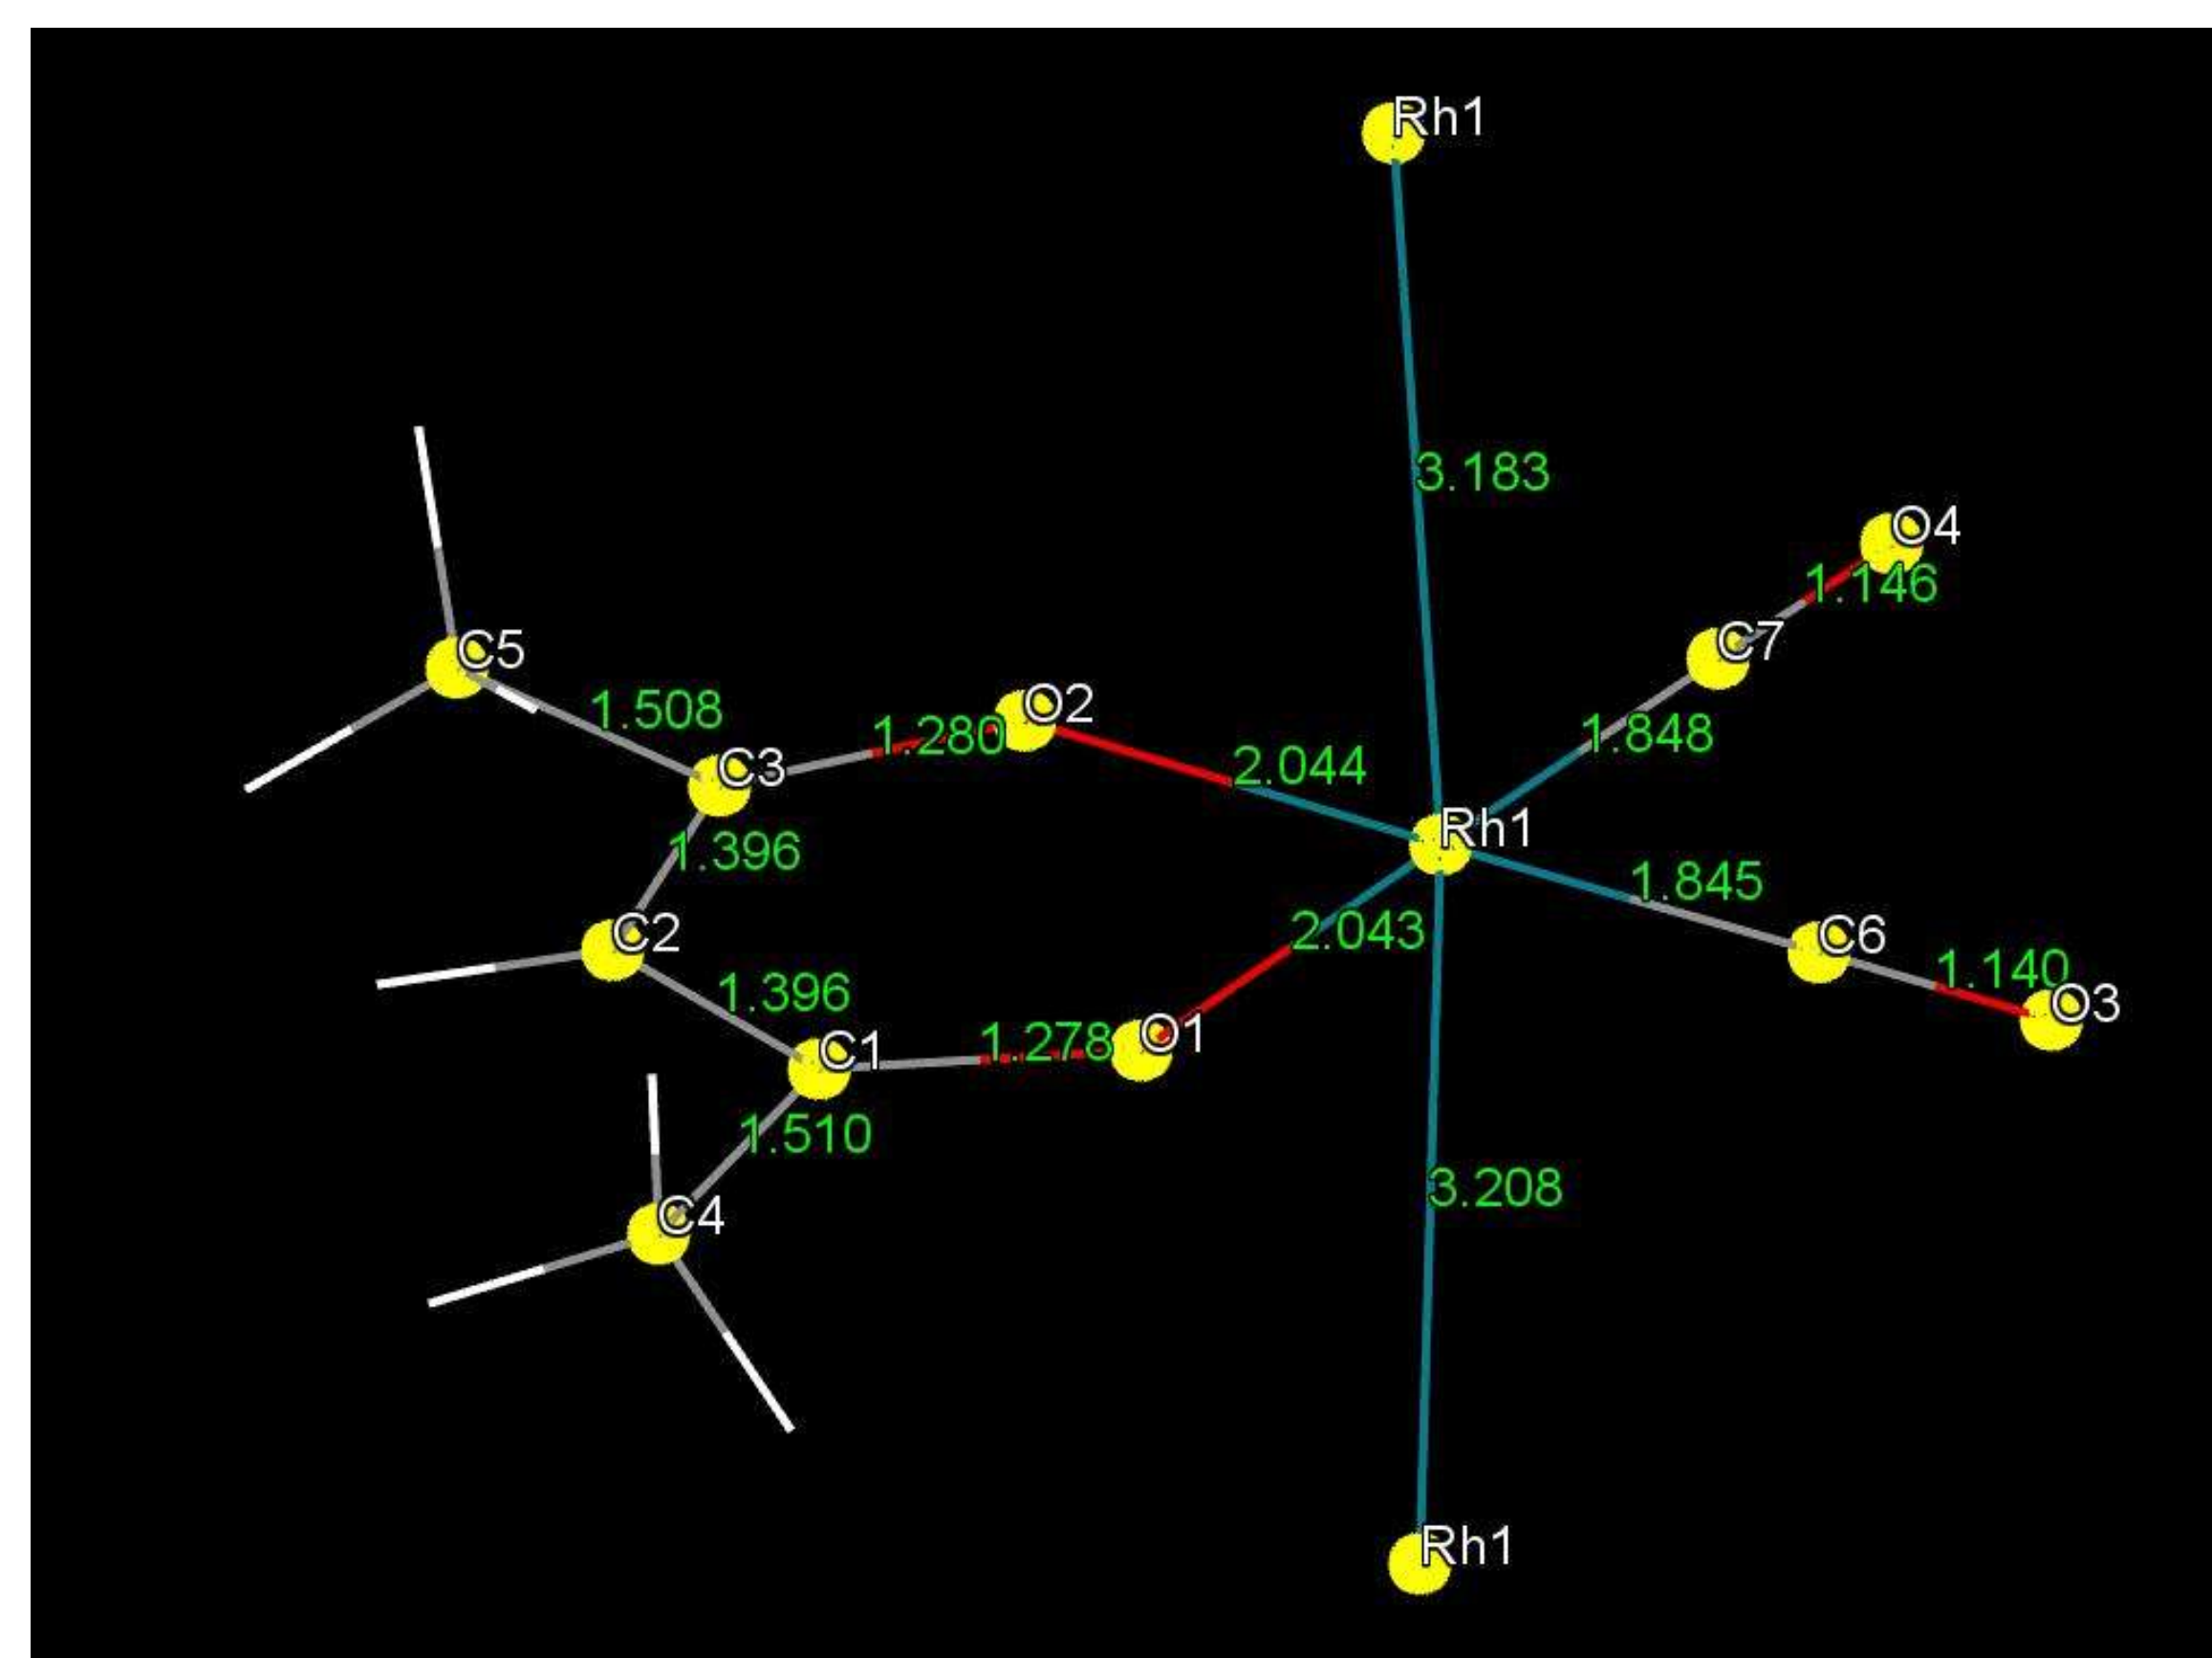 Rh1
3.183
O4
1.146
C7
C5
1.508
O2
1.280
1.848
2.044
C3
Rh1
1.396
1.845
C2
2.043
C6
1.140
1.396
O3
1.278
O1
C1
1.510
3.208
C4
Rh1